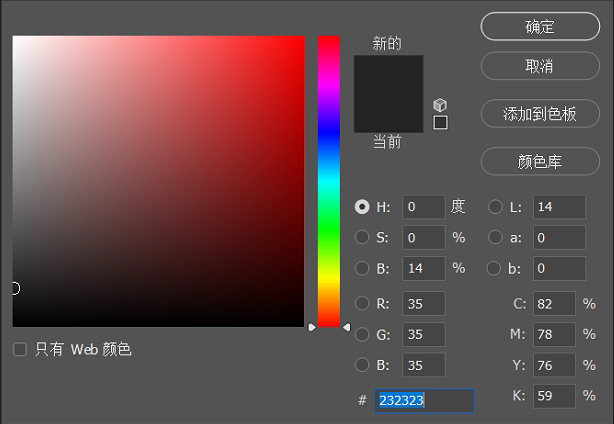 确定
新的
取消
添加到色板
当前
颜色库
H: 0 度
L: 14
S: 0 %
a: 0
B: 14 %
b: 0
R: 35
C: 82 %
G: 35
M: 78 %
只有 Web 颜色
B: 35
Y: 76 %
# 232323
K: 59 %